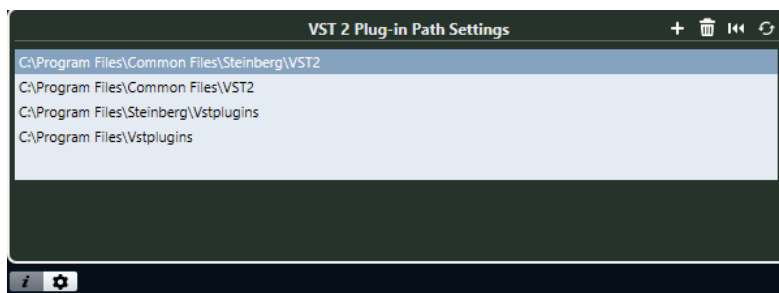 VST 2 Plug-in Path Settings
C:\Program Files\Common Files\Steinberg\VST2
C:\Program Files\Common Files\VST2
C:\Program Files\Steinberg\Vstplugins
C:\Program Files\Vstplugins
i